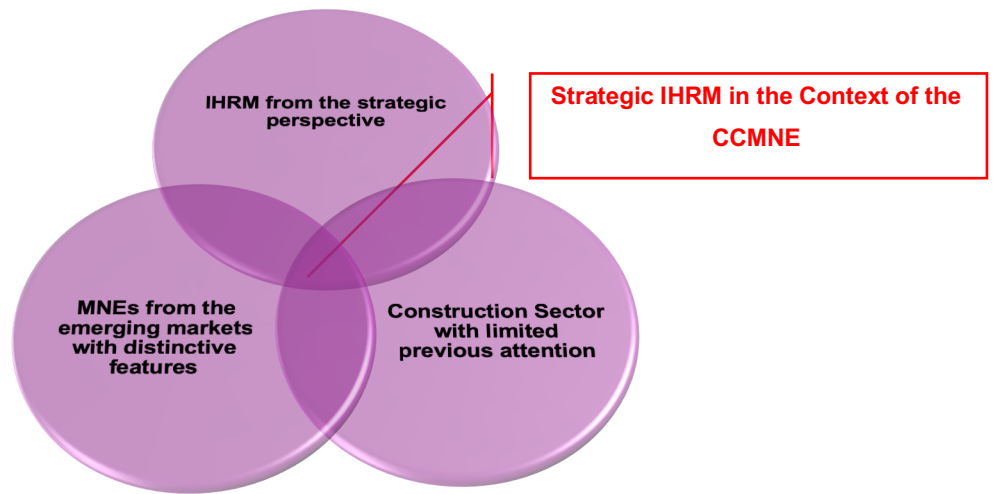 Strategic IHRM in the Context of the
CCMNE
IHRM from the strategic
perspective
MNEs from the
emerging markets
with distinctive
features
Construction Sector
with limited
previous attention